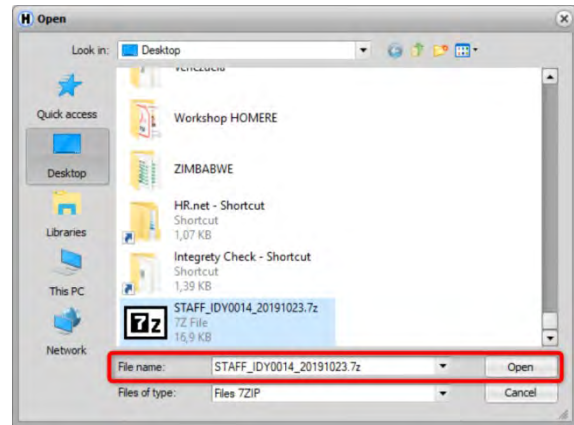 H Open
Look in: Desktop
Venezuela
Quick access
Workshop HOMERE
Desktop
ZIMBABWE
HR.net - Shortcut
Shortcut
1,07 KB
Libraries
Integrety Check - Shortcut
Shortcut
1,39 KB
This PC
STAFF_IDY0014_20191023.7z
7z
7Z File
16,9 KB
Network
File name: STAFF_IDY0014_20191023.7z Open
Files of type: Files 7ZIP Cancel